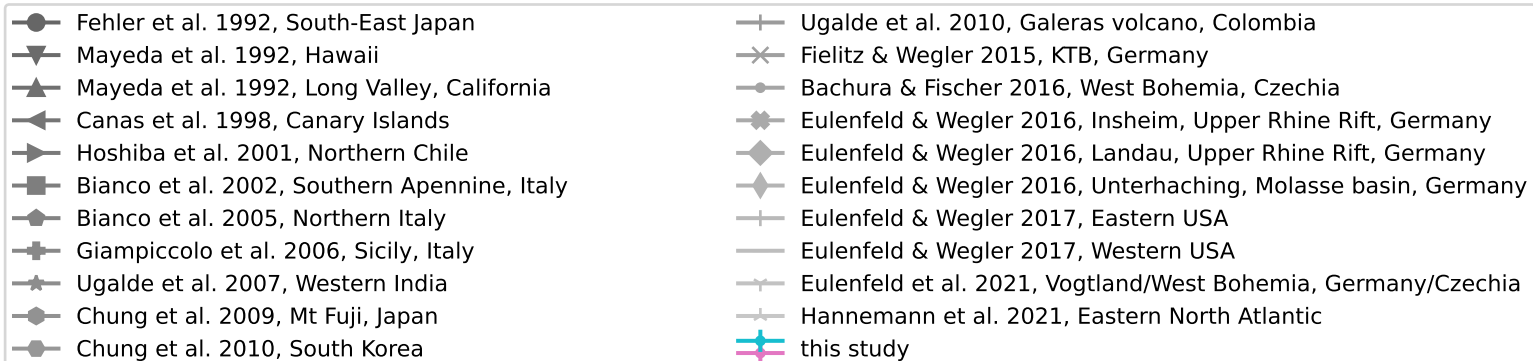 Fehler et al. 1992, South-East Japan
Mayeda et al. 1992, Hawaii
Mayeda et al. 1992, Long Valley, California
Canas et al. 1998, Canary Islands
Hoshiba et al. 2001, Northern Chile
Bianco et al. 2002, Southern Apennine, Italy
Bianco et al. 2005, Northern Italy
Giampiccolo et al. 2006, Sicily, Italy
Ugalde et al. 2007, Western India
Chung et al. 2009, Mt Fuji, Japan
Chung et al. 2010, South Korea
Ugalde et al. 2010, Galeras volcano, Colombia
Fielitz & Wegler 2015, KTB, Germany
Bachura & Fischer 2016, West Bohemia, Czechia
Eulenfeld & Wegler 2016, Insheim, Upper Rhine Rift, Germany
Eulenfeld & Wegler 2016, Landau, Upper Rhine Rift, Germany
Eulenfeld & Wegler 2016, Unterhaching, Molasse basin, Germany
Eulenfeld & Wegler 2017, Eastern USA
Eulenfeld & Wegler 2017, Western USA
Eulenfeld et al. 2021, Vogtland/West Bohemia, Germany/Czechia
Hannemann et al. 2021, Eastern North Atlantic
this study